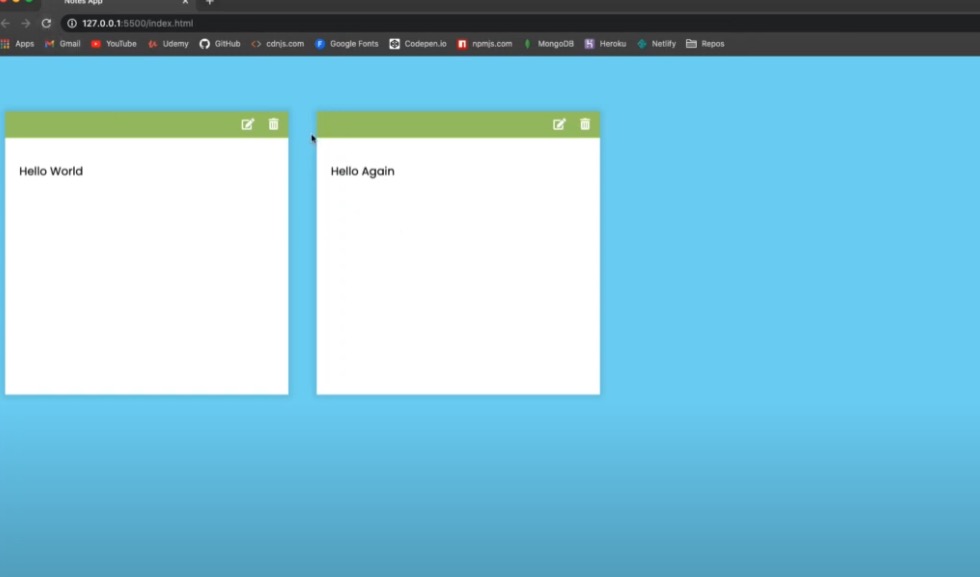 Notes App
127.0.0.1:5500/index.html
Apps Gmail YouTube Udemy GitHub cdnjs.com Google Fonts Codepen.io npmjs.com MongoDB Heroku Netlify Repos
Hello World
Hello Again